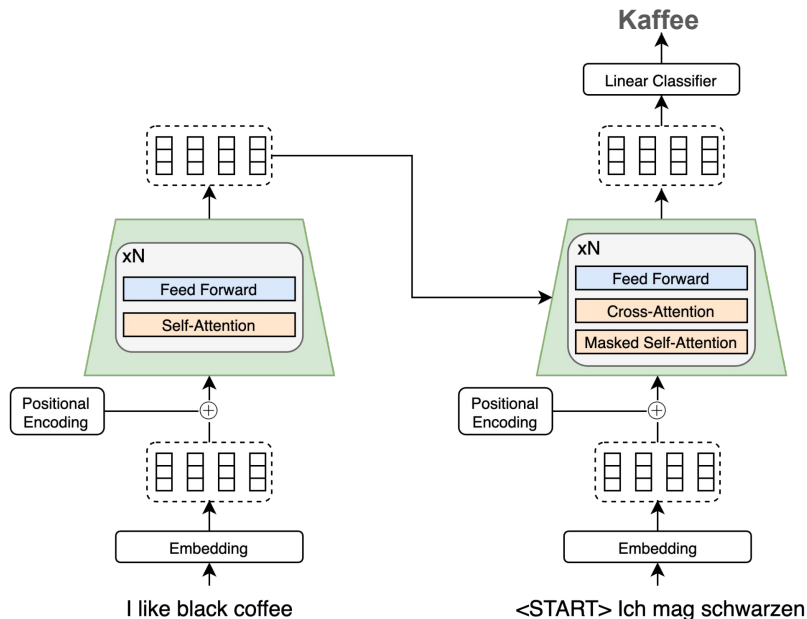 Kaffee
Linear Classifier
xN
Feed Forward
Self-Attention
xN
Feed Forward
Cross-Attention
Masked Self-Attention
Positional
Encoding
+
Positional
Encoding
+
Embedding
Embedding
I like black coffee
<START> Ich mag schwarzen